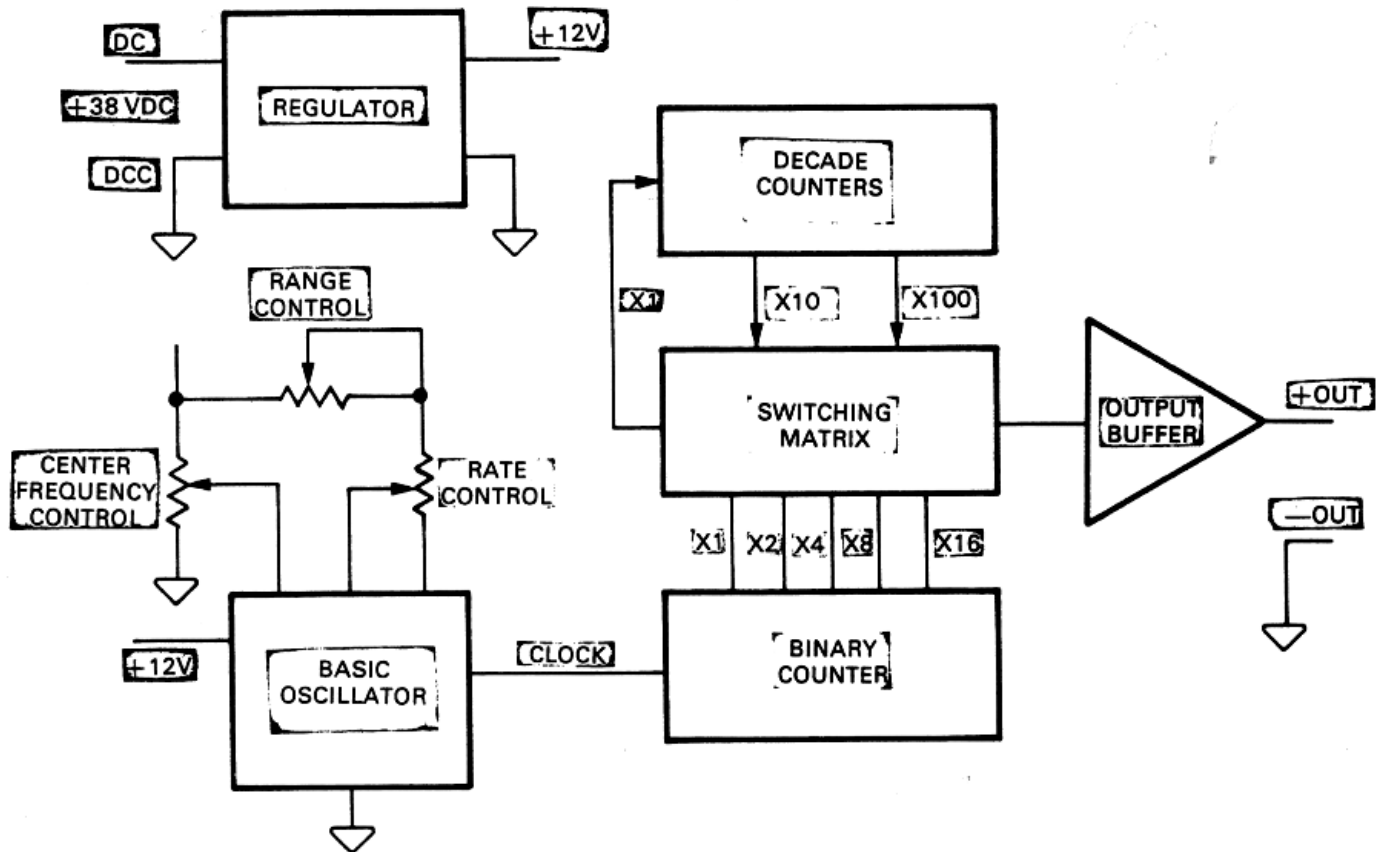 DC
+12V
+38 VDC
REGULATOR
DCC
DECADE
COUNTERS
RANGE
CONTROL
X1
X10
X100
SWITCHING
MATRIX
OUTPUT
BUFFER
+OUT
—OUT
CENTER
FREQUENCY
CONTROL
RATE
CONTROL
X1
X2
X4
X8
X16
+12V
BASIC
OSCILLATOR
CLOCK
BINARY
COUNTER